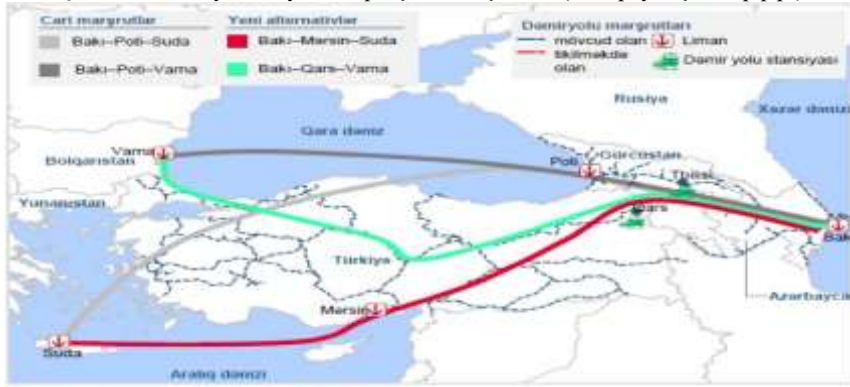 Cari marşrutlar
Yeni alternativlər
Bakı–Poti–Suda
Bakı–Poti–Varna
Bakı–Mərsin–Suda
Bakı–Qars–Varna
Dəmiryolu marşrutları
mövcud olan
tikilməkdə olan
Liman
Dəmir yolu stansiyası
Rusiya
Xəzər dənizi
Qara dəniz
Varna
Bolqarıstan
Poti
Gürcüstan
Tbilisi
Yunanıstan
Qars
Bakı
Türkiyə
Azərbaycan
Mərsin
Suda
Aralıq dənizi